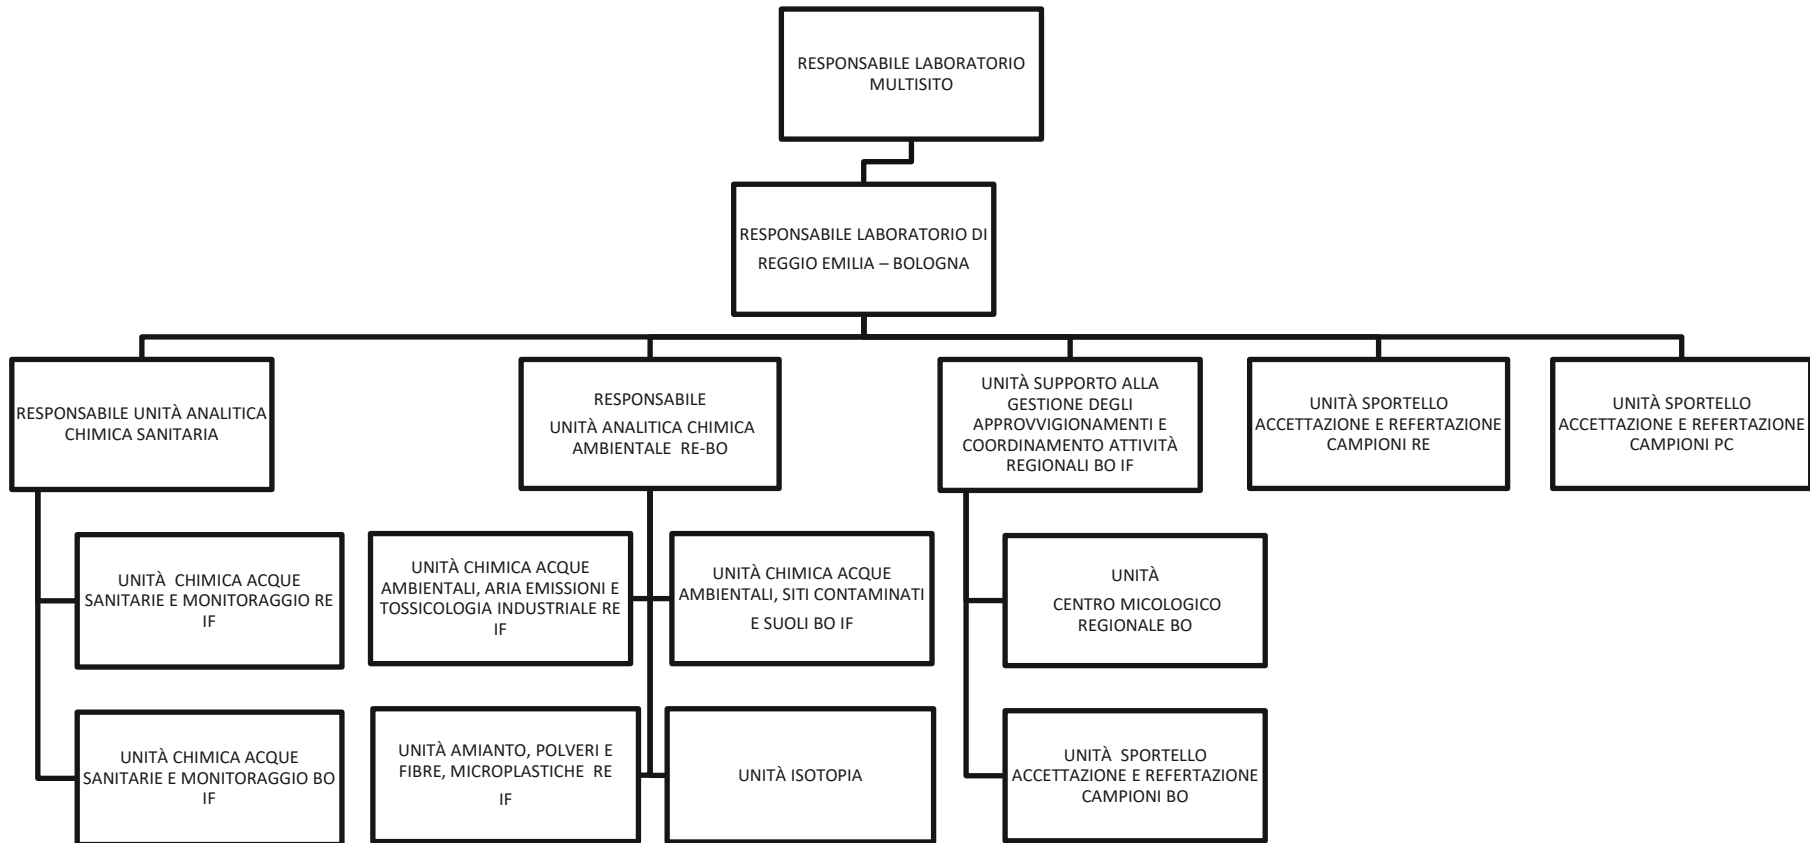 RESPONSABILE LABORATORIO
MULTISITO
RESPONSABILE LABORATORIO DI
REGGIO EMILIA – BOLOGNA
RESPONSABILE UNITÀ ANALITICA
CHIMICA SANITARIA
RESPONSABILE
UNITÀ ANALITICA CHIMICA
AMBIENTALE RE-BO
UNITÀ SUPPORTO ALLA
GESTIONE DEGLI
APPROVVIGIONAMENTI E
COORDINAMENTO ATTIVITÀ
REGIONALI BO IF
UNITÀ SPORTELLO
ACCETTAZIONE E REFERTAZIONE
CAMPIONI RE
UNITÀ SPORTELLO
ACCETTAZIONE E REFERTAZIONE
CAMPIONI PC
UNITÀ CHIMICA ACQUE
SANITARIE E MONITORAGGIO RE
IF
UNITÀ CHIMICA ACQUE
AMBIENTALI, ARIA EMISSIONI E
TOSSICOLOGIA INDUSTRIALE RE
IF
UNITÀ CHIMICA ACQUE
AMBIENTALI, SITI CONTAMINATI
E SUOLI BO IF
UNITÀ
CENTRO MICOLOGICO
REGIONALE BO
UNITÀ CHIMICA ACQUE
SANITARIE E MONITORAGGIO BO
IF
UNITÀ AMIANTO, POLVERI E
FIBRE, MICROPLASTICHE RE
IF
UNITÀ ISOTOPIA
UNITÀ SPORTELLO
ACCETTAZIONE E REFERTAZIONE
CAMPIONI BO